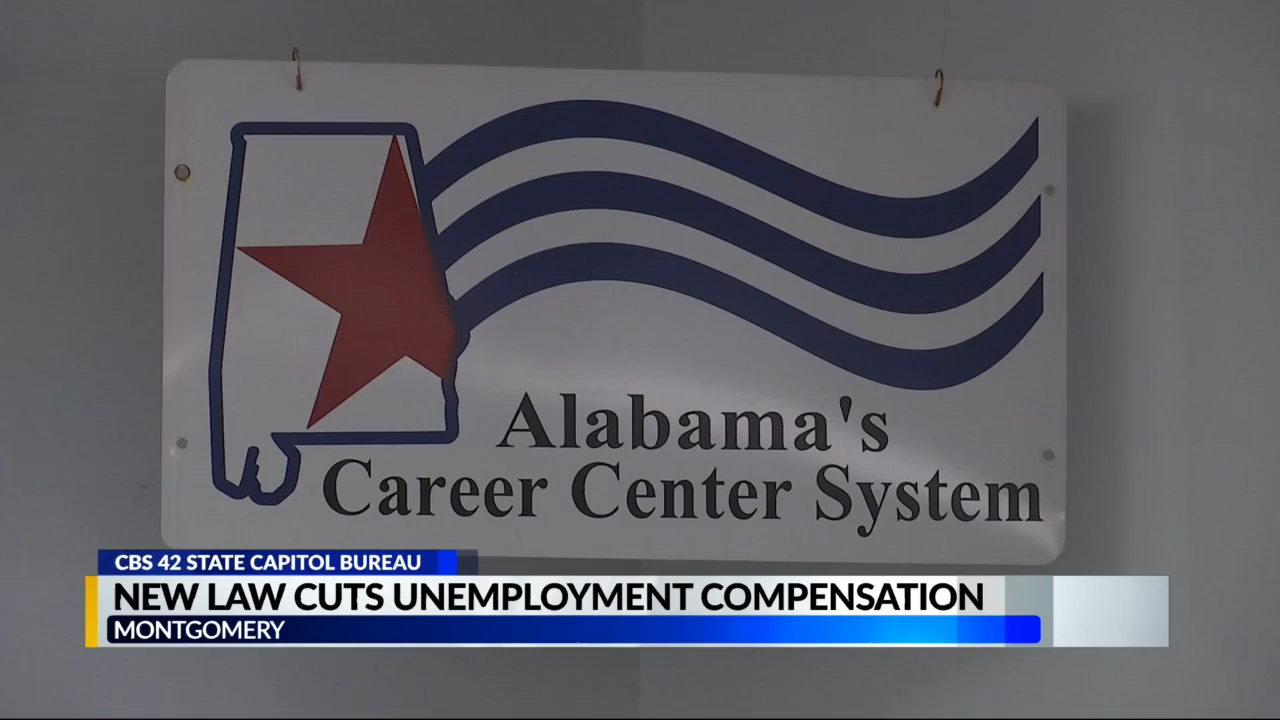 Alabama's
Career Center System
CBS 42 STATE CAPITOL BUREAU
NEW LAW CUTS UNEMPLOYMENT COMPENSATION
MONTGOMERY